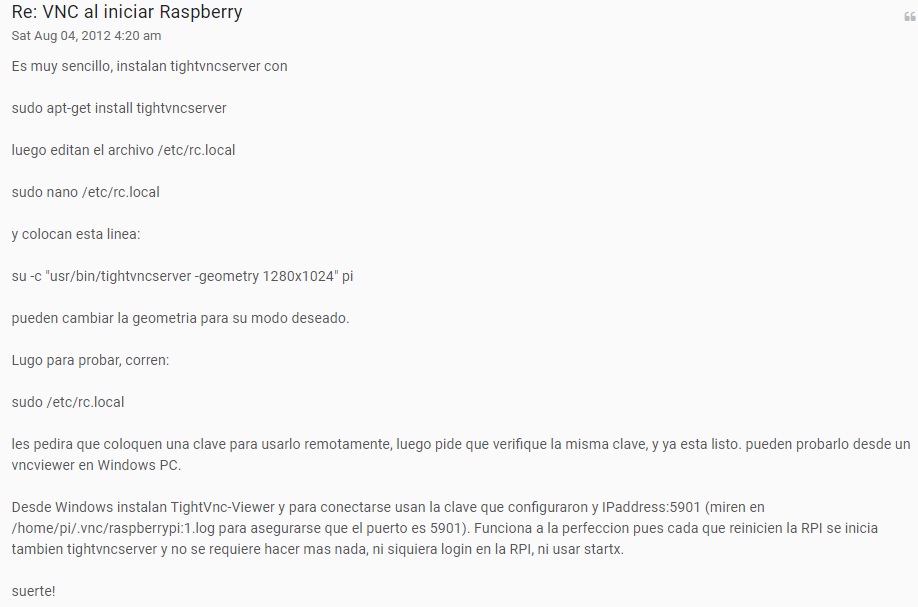 Re: VNC al iniciar Raspberry
Sat Aug 04, 2012 4:20 am
Es muy sencillo, instalan tightvncserver con
sudo apt-get install tightvncserver
luego editan el archivo /etc/rc.local
sudo nano /etc/rc.local
y colocan esta linea:
su -c "usr/bin/tightvncserver -geometry 1280x1024" pi
pueden cambiar la geometria para su modo deseado.
Lugo para probar, corren:
sudo /etc/rc.local
les pedira que coloquen una clave para usarlo remotamente, luego pide que verifique la misma clave, y ya esta listo. pueden probarlo desde un
vncviewer en Windows PC.
Desde Windows instalan TightVnc-Viewer y para conectarse usan la clave que configuraron y IPaddress:5901 (miren en
/home/pi/.vnc/raspberrypi:1.log para asegurarse que el puerto es 5901). Funciona a la perfeccion pues cada que reinicien la RPI se inicia
tambien tightvncserver y no se requiere hacer mas nada, ni siquiera login en la RPI, ni usar startx.
suerte!